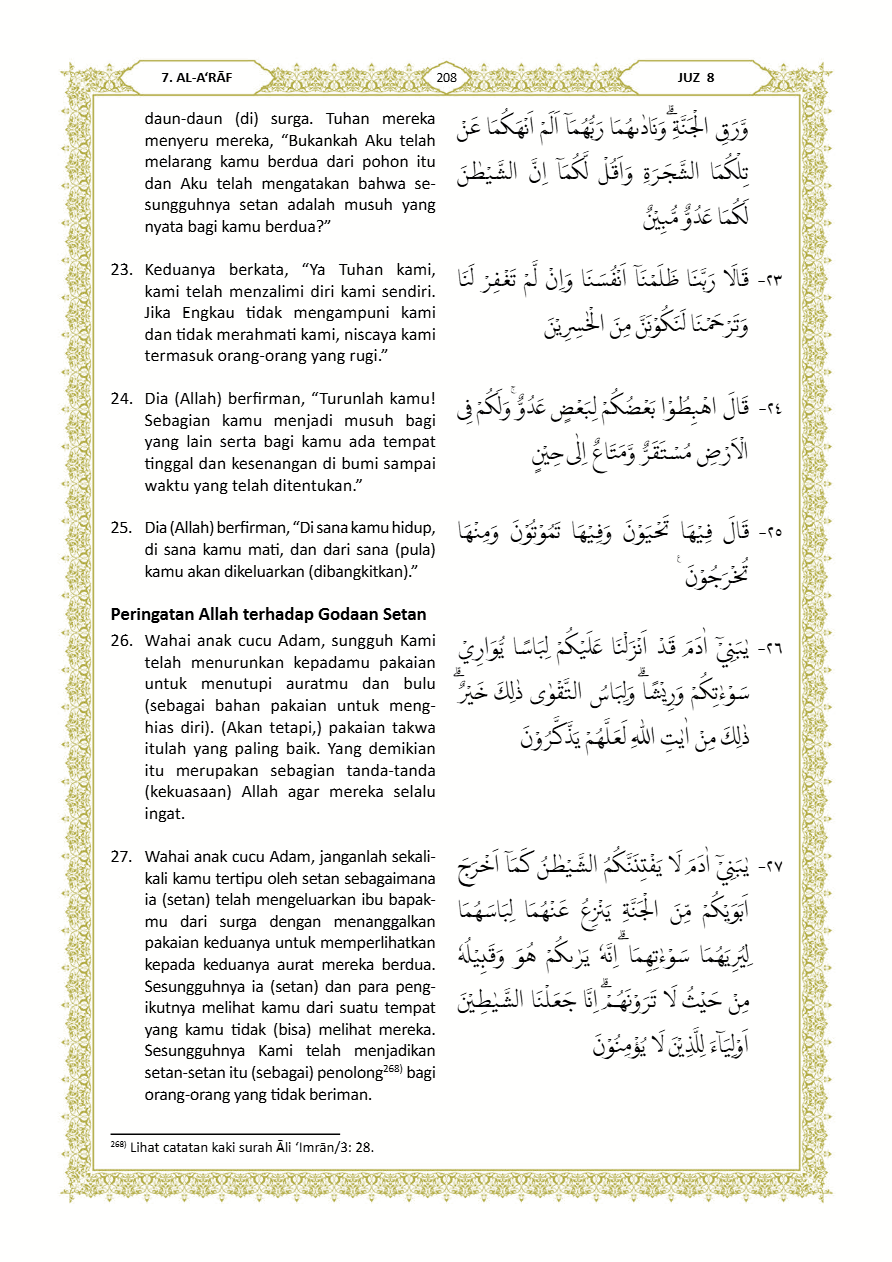 7. AL-A‘RĀF
208
JUZ 8
daun-daun (di) surga. Tuhan mereka
menyeru mereka, “Bukankah Aku telah
melarang kamu berdua dari pohon itu
dan Aku telah mengatakan bahwa se-
sungguhnya setan adalah musuh yang
nyata bagi kamu berdua?”
وَّرَقِ الْجَنَّةِۗ وَنَادٰىهُمَا رَبُّهُمَآ اَلَمْ اَنْهَكُمَا عَنْ
تِلْكُمَا الشَّجَرَةِ وَاَقُلْ لَّكُمَآ اِنَّ الشَّيْطٰنَ
لَكُمَا عَدُوٌّ مُّبِيْنٌ
23. Keduanya berkata, “Ya Tuhan kami,
kami telah menzalimi diri kami sendiri.
Jika Engkau tidak mengampuni kami
dan tidak merahmati kami, niscaya kami
termasuk orang-orang yang rugi.”
٢٣- قَالَا رَبَّنَا ظَلَمْنَآ اَنْفُسَنَا وَاِنْ لَّمْ تَغْفِرْ لَنَا
وَتَرْحَمْنَا لَنَكُوْنَنَّ مِنَ الْخٰسِرِيْنَ
24. Dia (Allah) berfirman, “Turunlah kamu!
Sebagian kamu menjadi musuh bagi
yang lain serta bagi kamu ada tempat
tinggal dan kesenangan di bumi sampai
waktu yang telah ditentukan.”
٢٤- قَالَ اهْبِطُوْا بَعْضُكُمْ لِبَعْضٍ عَدُوٌّ ۚوَلَكُمْ فِى
الْاَرْضِ مُسْتَقَرٌّ وَّمَتَاعٌ اِلٰى حِيْنٍ
25. Dia (Allah) berfirman, “Di sana kamu hidup,
di sana kamu mati, dan dari sana (pula)
kamu akan dikeluarkan (dibangkitkan).”
٢٥- قَالَ فِيْهَا تَحْيَوْنَ وَفِيْهَا تَمُوْتُوْنَ وَمِنْهَا
تُخْرَجُوْنَ ࣖ
Peringatan Allah terhadap Godaan Setan
26. Wahai anak cucu Adam, sungguh Kami
telah menurunkan kepadamu pakaian
untuk menutupi auratmu dan bulu
(sebagai bahan pakaian untuk meng-
hias diri). (Akan tetapi,) pakaian takwa
itulah yang paling baik. Yang demikian
itu merupakan sebagian tanda-tanda
(kekuasaan) Allah agar mereka selalu
ingat.
٢٦- يٰبَنِيْٓ اٰدَمَ قَدْ اَنْزَلْنَا عَلَيْكُمْ لِبَاسًا يُّوَارِيْ
سَوْءٰتِكُمْ وَرِيْشًاۗ وَلِبَاسُ التَّقْوٰى ذٰلِكَ خَيْرٌۗ
ذٰلِكَ مِنْ اٰيٰتِ اللّٰهِ لَعَلَّهُمْ يَذَّكَّرُوْنَ
27. Wahai anak cucu Adam, janganlah sekali-
kali kamu tertipu oleh setan sebagaimana
ia (setan) telah mengeluarkan ibu bapak-
mu dari surga dengan menanggalkan
pakaian keduanya untuk memperlihatkan
kepada keduanya aurat mereka berdua.
Sesungguhnya ia (setan) dan para peng-
ikutnya melihat kamu dari suatu tempat
yang kamu tidak (bisa) melihat mereka.
Sesungguhnya Kami telah menjadikan
setan-setan itu (sebagai) penolong²⁶⁸⁾ bagi
orang-orang yang tidak beriman.
٢٧- يٰبَنِيْٓ اٰدَمَ لَا يَفْتِنَنَّكُمُ الشَّيْطٰنُ كَمَآ اَخْرَجَ
اَبَوَيْكُمْ مِّنَ الْجَنَّةِ يَنْزِعُ عَنْهُمَا لِبَاسَهُمَا
لِيُرِيَهُمَا سَوْءٰتِهِمَاۗ اِنَّهٗ يَرٰىكُمْ هُوَ وَقَبِيْلُهٗ
مِنْ حَيْثُ لَا تَرَوْنَهُمْۗ اِنَّا جَعَلْنَا الشَّيٰطِيْنَ
اَوْلِيَاۤءَ لِلَّذِيْنَ لَا يُؤْمِنُوْنَ
²⁶⁸⁾ Lihat catatan kaki surah Āli ‘Imrān/3: 28.